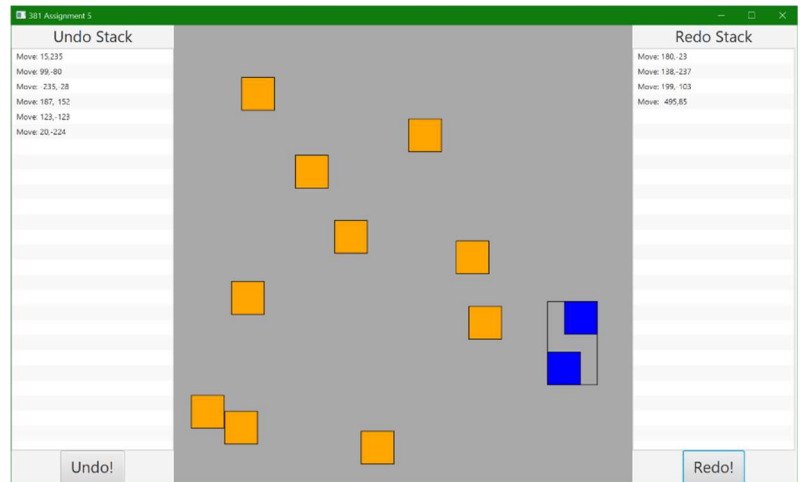 381 Assignment 5
Undo Stack
Move: 15,235
Move: 99,-80
Move: -235,-28
Move: 187, 152
Move: 123,-123
Move: 20,-224
Undo!
Redo Stack
Move: 180,-23
Move: 138,-237
Move: 199, -103
Move: 495,85
Redo!